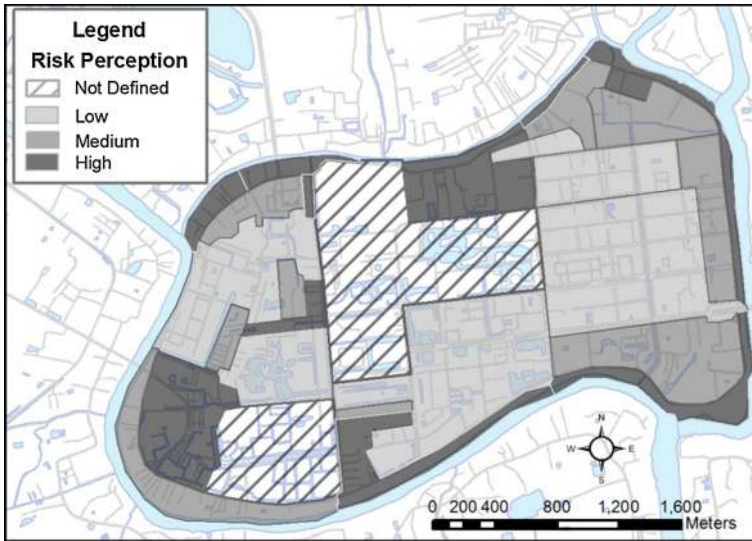 Legend
Risk Perception
Not Defined
Low
Medium
High
N
W E
S
0 200 400 800 1,200 1,600
Meters